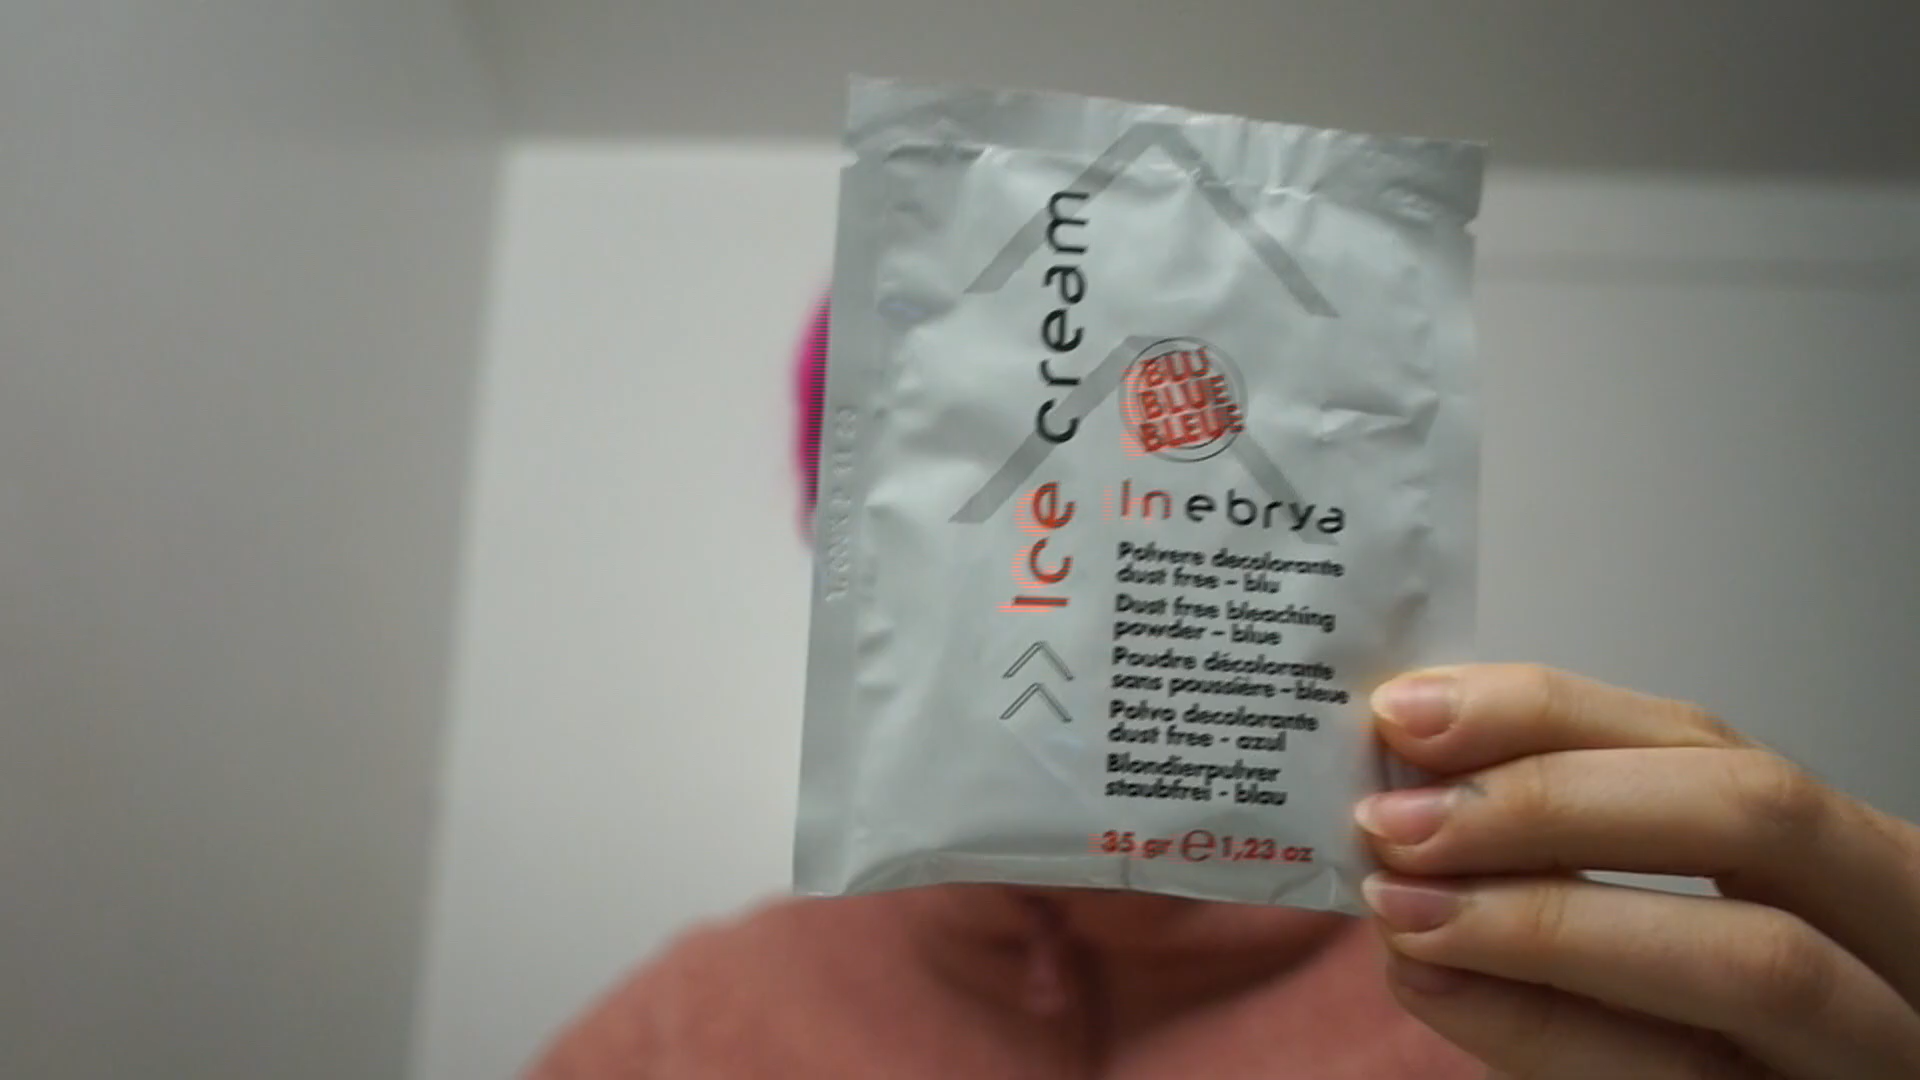 Ice cream
BLU
BLUE
BLEUE
Inebrya
Polvere decolorante
dust free - blu
Dust free bleaching
powder - blue
Poudre décolorante
sans poussière - bleue
Polvo decolorante
dust free - azul
Blondierpulver
staubfrei - blau
35 gr ℮ 1,23 oz